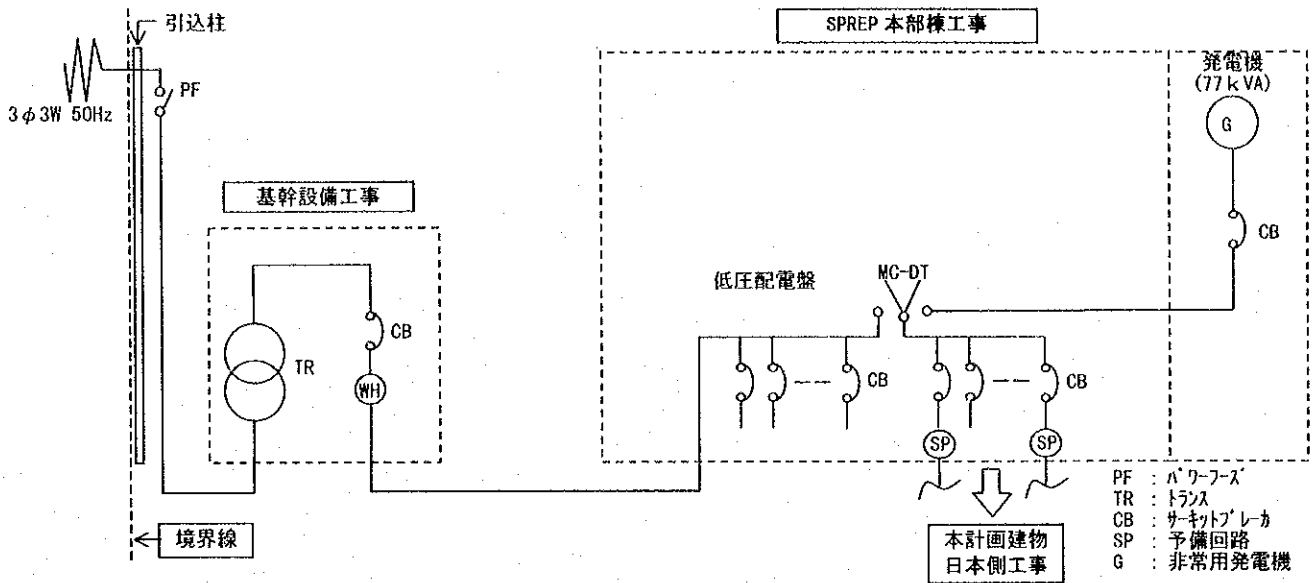 引込柱
3φ3W 50Hz
PF
基幹設備工事
TR
CB
WH
境界線
SPREP 本部棟工事
発電機
(77kVA)
G
CB
低圧配電盤
MC-DT
CB
CB
SP
SP
本計画建物
日本側工事
PF : パワーフーズ
TR : トランス
CB : サーキットブレーカ
SP : 予備回路
G : 非常用発電機